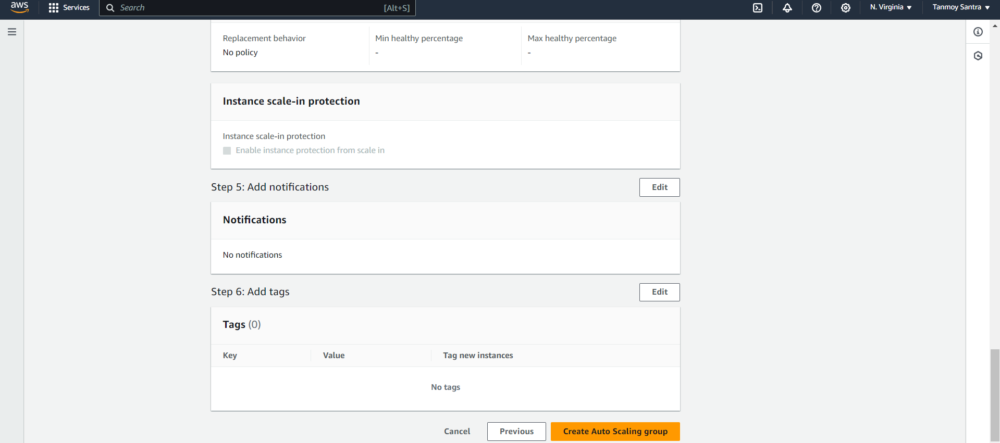 aws Services Search [Alt+S] N. Virginia Tanmoy Santra
Replacement behavior Min healthy percentage Max healthy percentage
No policy - -
Instance scale-in protection
Instance scale-in protection
Enable instance protection from scale in
Step 5: Add notifications Edit
Notifications
No notifications
Step 6: Add tags Edit
Tags (0)
Key Value Tag new instances
No tags
Cancel Previous Create Auto Scaling group